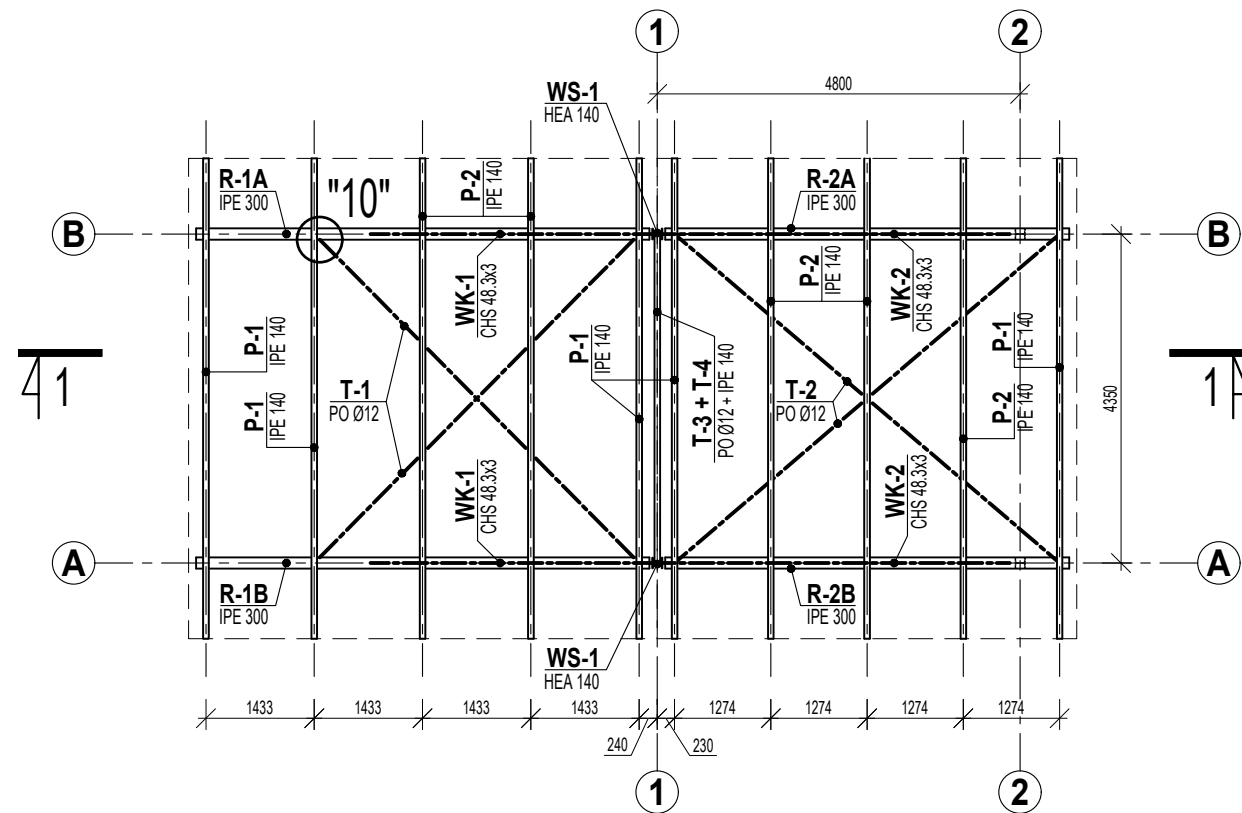 1
2
4800
WS-1
HEA 140
R-1A
IPE 300
"10"
P-2
IPE 140
R-2A
IPE 300
B
B
WK-1
CHS 48.3x3
P-2
IPE 140
WK-2
CHS 48.3x3
P-1
IPE 140
P-1
IPE 140
P-1
IPE 140
1
1
T-1
PO Ø12
T-3 + T-4
PO Ø12 + IPE 140
T-2
PO Ø12
4350
P-1
IPE 140
P-2
IPE 140
WK-1
CHS 48.3x3
WK-2
CHS 48.3x3
A
A
R-1B
IPE 300
R-2B
IPE 300
WS-1
HEA 140
1433
1433
1433
1433
1274
1274
1274
1274
240
230
1
2